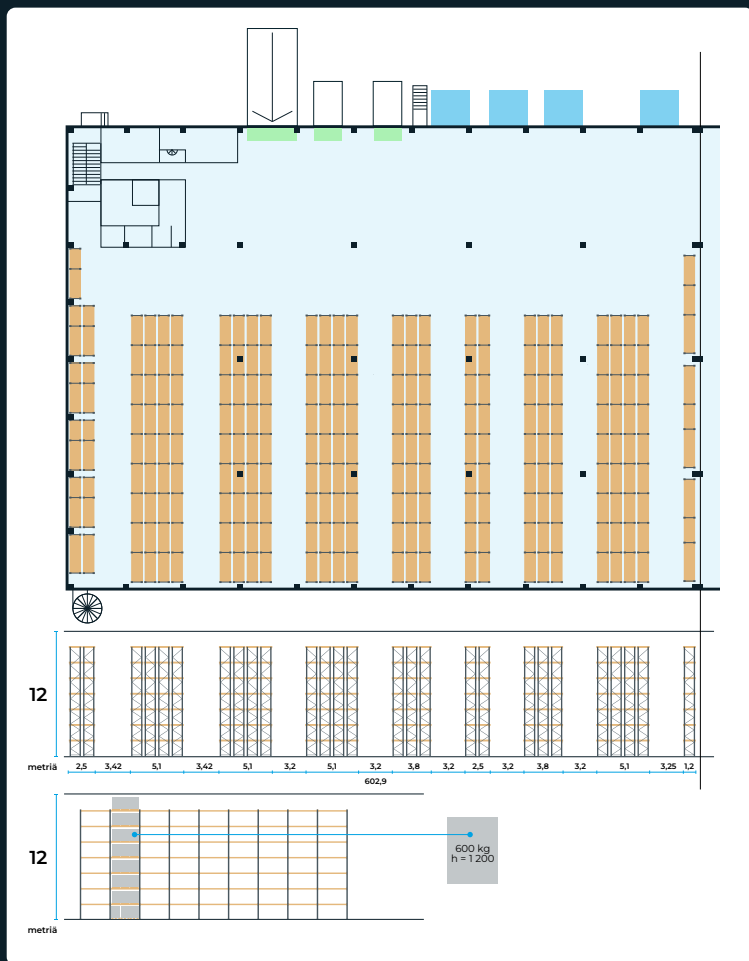 12
metriä
2,5 3,42 5,1 3,42 5,1 3,2 5,1 3,2 3,8 3,2 2,5 3,2 3,8 3,2 5,1 3,25 1,2
602,9
12
600 kg
h = 1 200
metriä